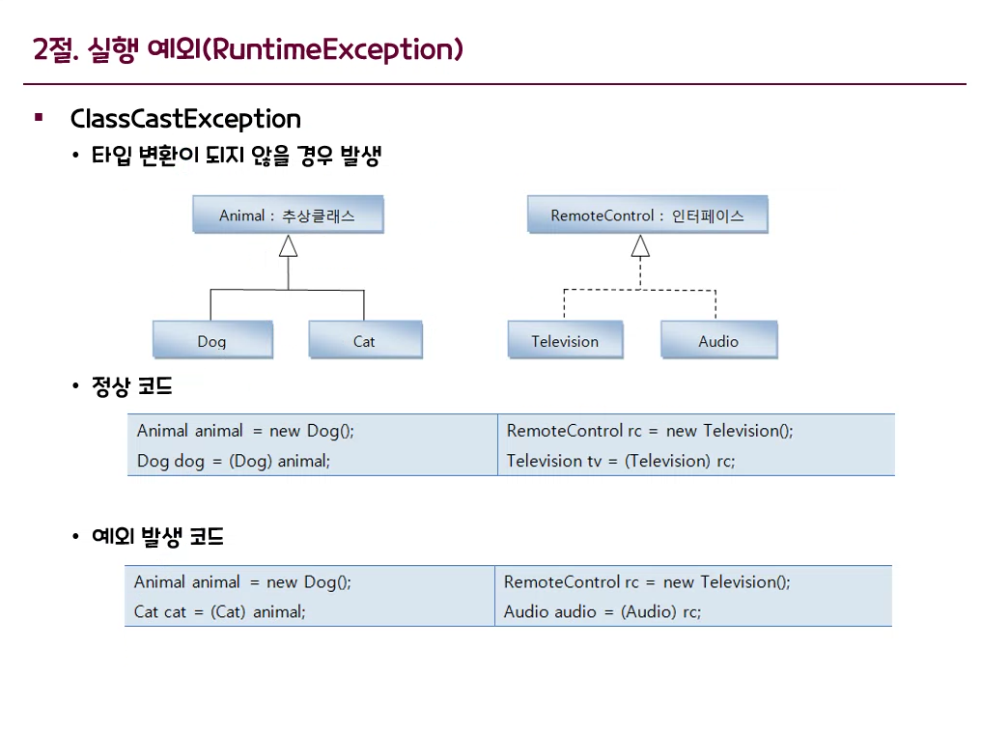 2절. 실행 예외(RuntimeException)
▪ ClassCastException
• 타입 변환이 되지 않을 경우 발생
Animal : 추상클래스
RemoteControl : 인터페이스
Dog
Cat
Television
Audio
• 정상 코드
Animal animal = new Dog();
Dog dog = (Dog) animal;
RemoteControl rc = new Television();
Television tv = (Television) rc;
• 예외 발생 코드
Animal animal = new Dog();
Cat cat = (Cat) animal;
RemoteControl rc = new Television();
Audio audio = (Audio) rc;